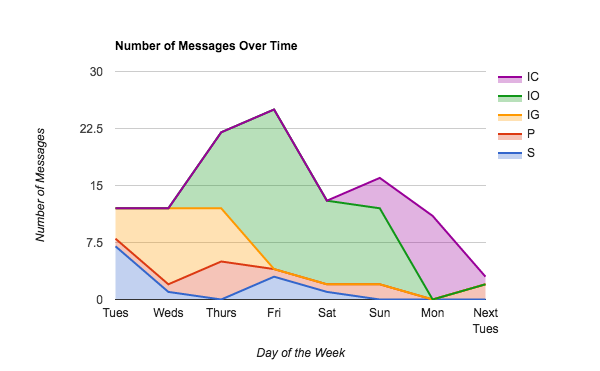 Number of Messages Over Time
30
22.5
15
7.5
0
Number of Messages
Tues Weds Thurs Fri Sat Sun Mon Next Tues
Day of the Week
IC
IO
IG
P
S